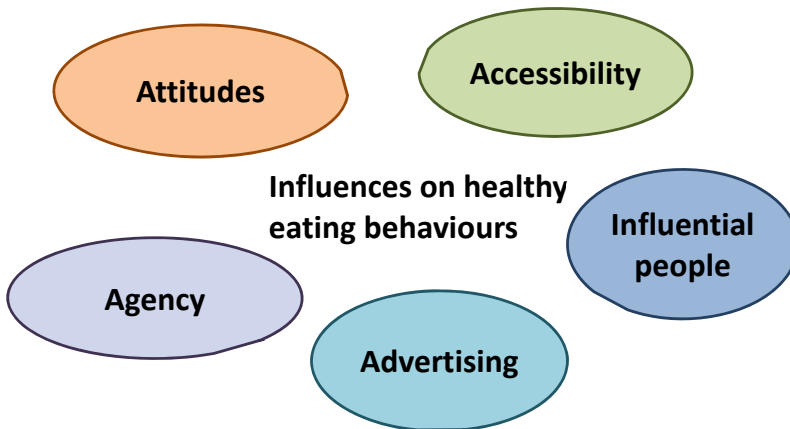 Attitudes
Accessibility
Influences on healthy
eating behaviours
Influential
people
Agency
Advertising